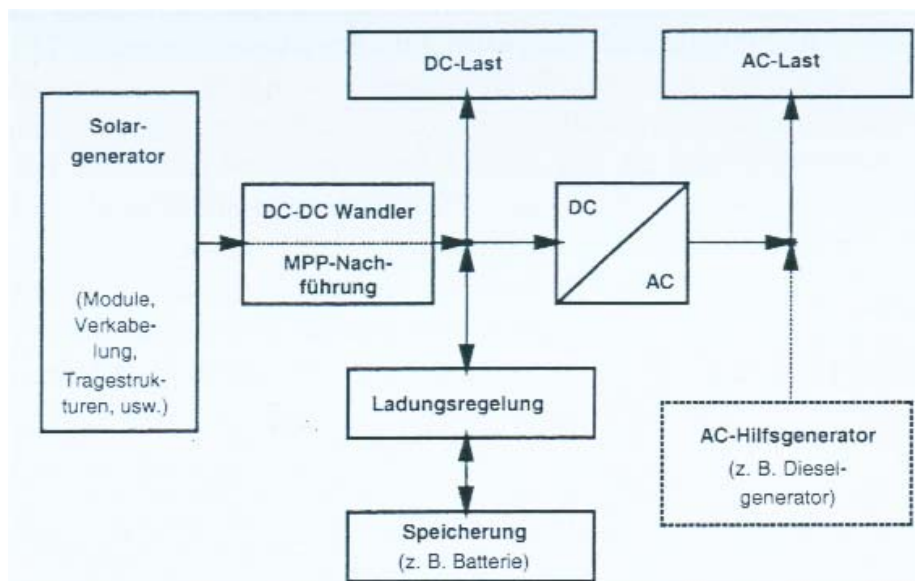 DC-Last
AC-Last
Solar-
generator
(Module,
Verkabe-
lung,
Tragestruk-
turen, usw.)
DC-DC Wandler
MPP-Nach-
führung
DC
AC
Ladungsregelung
Speicherung
(z. B. Batterie)
AC-Hilfsgenerator
(z. B. Diesel-
generator)